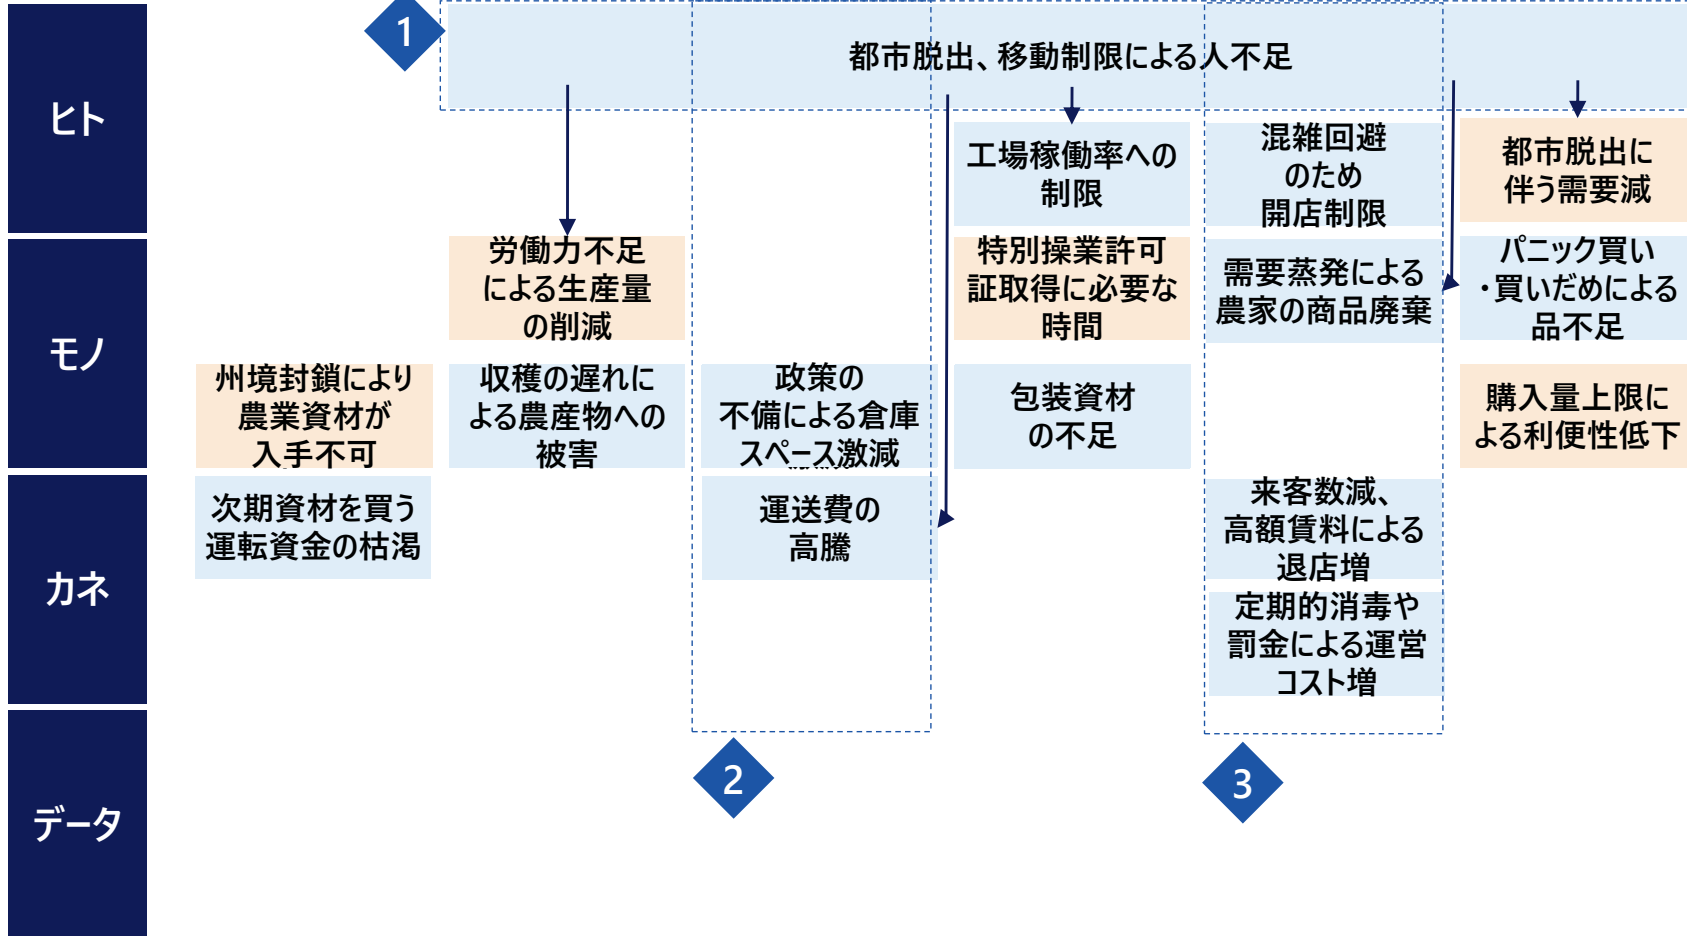 1
都市脱出、移動制限による人不足
ヒト
工場稼働率への
制限
混雑回避
のため
開店制限
都市脱出に
伴う需要減
モノ
労働力不足
による生産量
の削減
特別操業許可
証取得に必要な
時間
需要蒸発による
農家の商品廃棄
パニック買い
・買いだめによる
品不足
州境封鎖により
農業資材が
入手不可
収穫の遅れに
よる農産物への
被害
政策の
不備による倉庫
スペース激減
包装資材
の不足
購入量上限に
よる利便性低下
カネ
次期資材を買う
運転資金の枯渇
運送費の
高騰
来客数減、
高額賃料による
退店増
定期的消毒や
罰金による運営
コスト増
データ
2
3